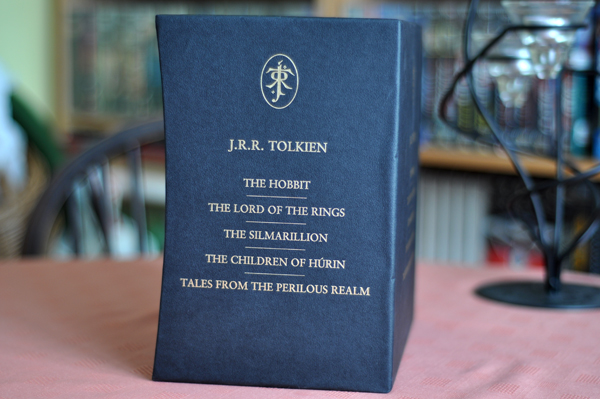 J.R.R. TOLKIEN
THE HOBBIT
THE LORD OF THE RINGS
THE SILMARILLION
THE CHILDREN OF HÚRIN
TALES FROM THE PERILOUS REALM